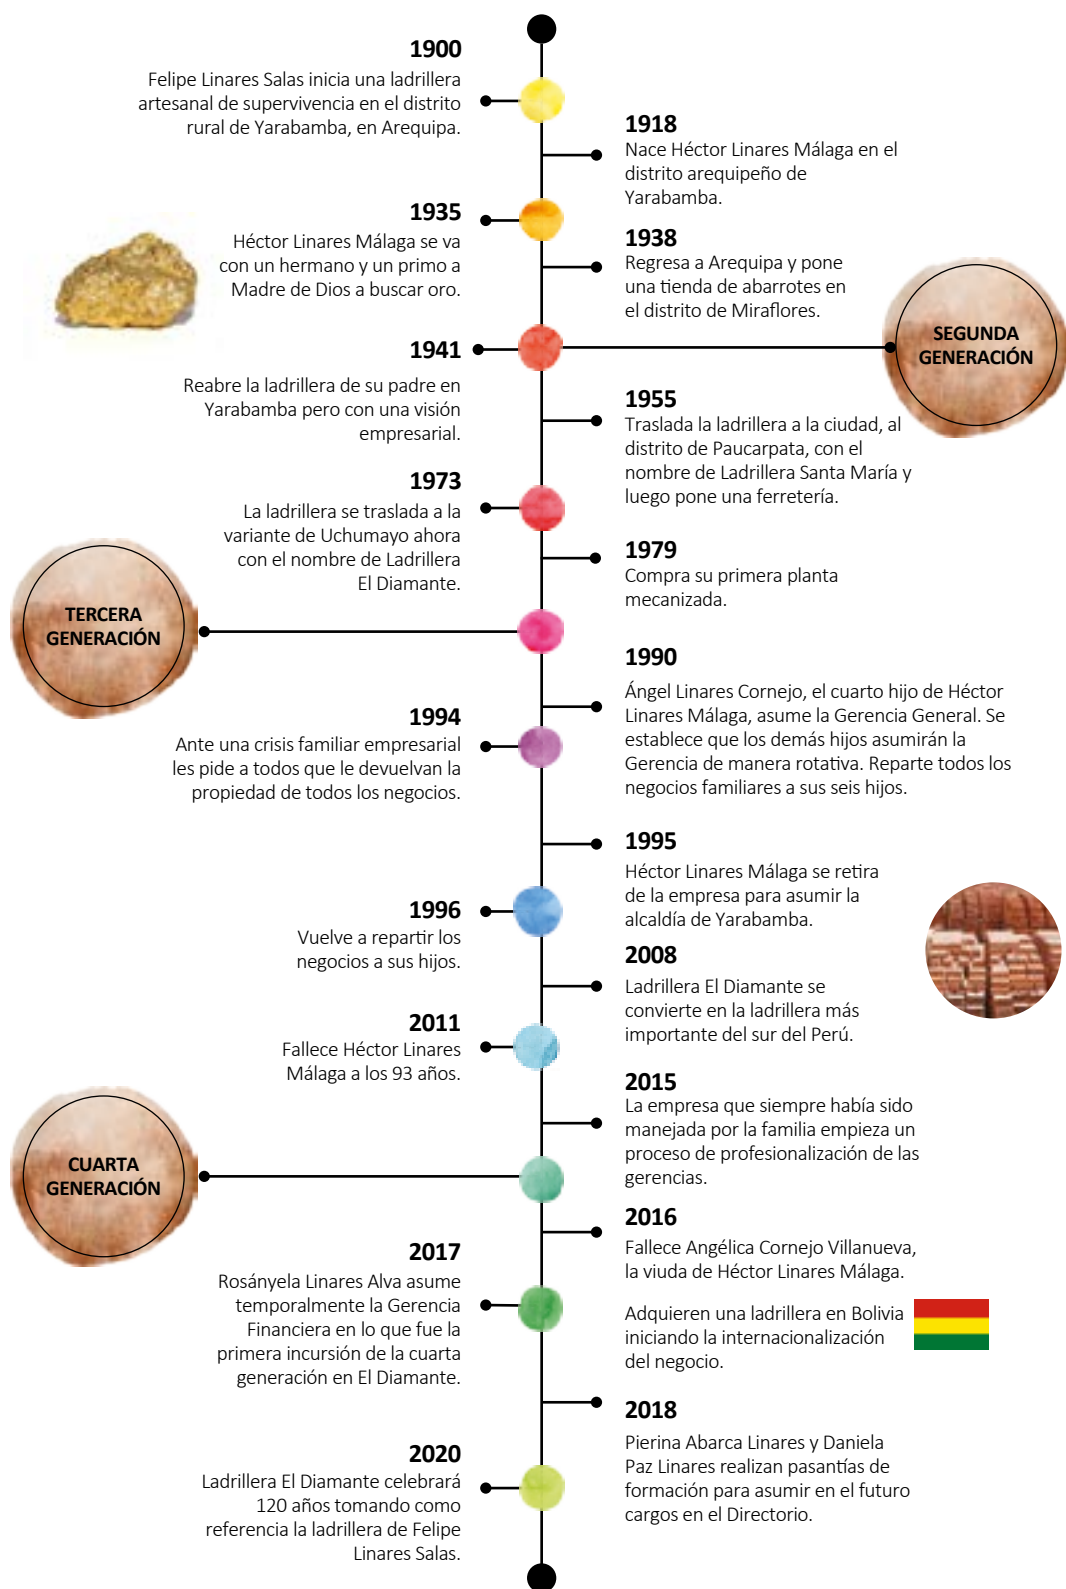 1900
Felipe Linares Salas inicia una ladrillera
artesanal de supervivencia en el distrito
rural de Yarabamba, en Arequipa.
1918
Nace Héctor Linares Málaga en el
distrito arequipeño de
Yarabamba.
1935
Héctor Linares Málaga se va
con un hermano y un primo a
Madre de Dios a buscar oro.
1938
Regresa a Arequipa y pone
una tienda de abarrotes en
el distrito de Miraflores.
SEGUNDA
GENERACIÓN
1941
Reabre la ladrillera de su padre en
Yarabamba pero con una visión
empresarial.
1955
Traslada la ladrillera a la ciudad, al
distrito de Paucarpata, con el
nombre de Ladrillera Santa María y
luego pone una ferretería.
1973
La ladrillera se traslada a la
variante de Uchumayo ahora
con el nombre de Ladrillera
El Diamante.
1979
Compra su primera planta
mecanizada.
TERCERA
GENERACIÓN
1990
Ángel Linares Cornejo, el cuarto hijo de Héctor
Linares Málaga, asume la Gerencia General. Se
establece que los demás hijos asumirán la
Gerencia de manera rotativa. Reparte todos los
negocios familiares a sus seis hijos.
1994
Ante una crisis familiar empresarial
les pide a todos que le devuelvan la
propiedad de todos los negocios.
1995
Héctor Linares Málaga se retira
de la empresa para asumir la
alcaldía de Yarabamba.
1996
Vuelve a repartir los
negocios a sus hijos.
2008
Ladrillera El Diamante se
convierte en la ladrillera más
importante del sur del Perú.
2011
Fallece Héctor Linares
Málaga a los 93 años.
2015
La empresa que siempre había sido
manejada por la familia empieza un
proceso de profesionalización de las
gerencias.
CUARTA
GENERACIÓN
2016
Fallece Angélica Cornejo Villanueva,
la viuda de Héctor Linares Málaga.
Adquieren una ladrillera en Bolivia
iniciando la internacionalización
del negocio.
2017
Rosányela Linares Alva asume
temporalmente la Gerencia
Financiera en lo que fue la
primera incursión de la cuarta
generación en El Diamante.
2018
Pierina Abarca Linares y Daniela
Paz Linares realizan pasantías de
formación para asumir en el futuro
cargos en el Directorio.
2020
Ladrillera El Diamante celebrará
120 años tomando como
referencia la ladrillera de Felipe
Linares Salas.